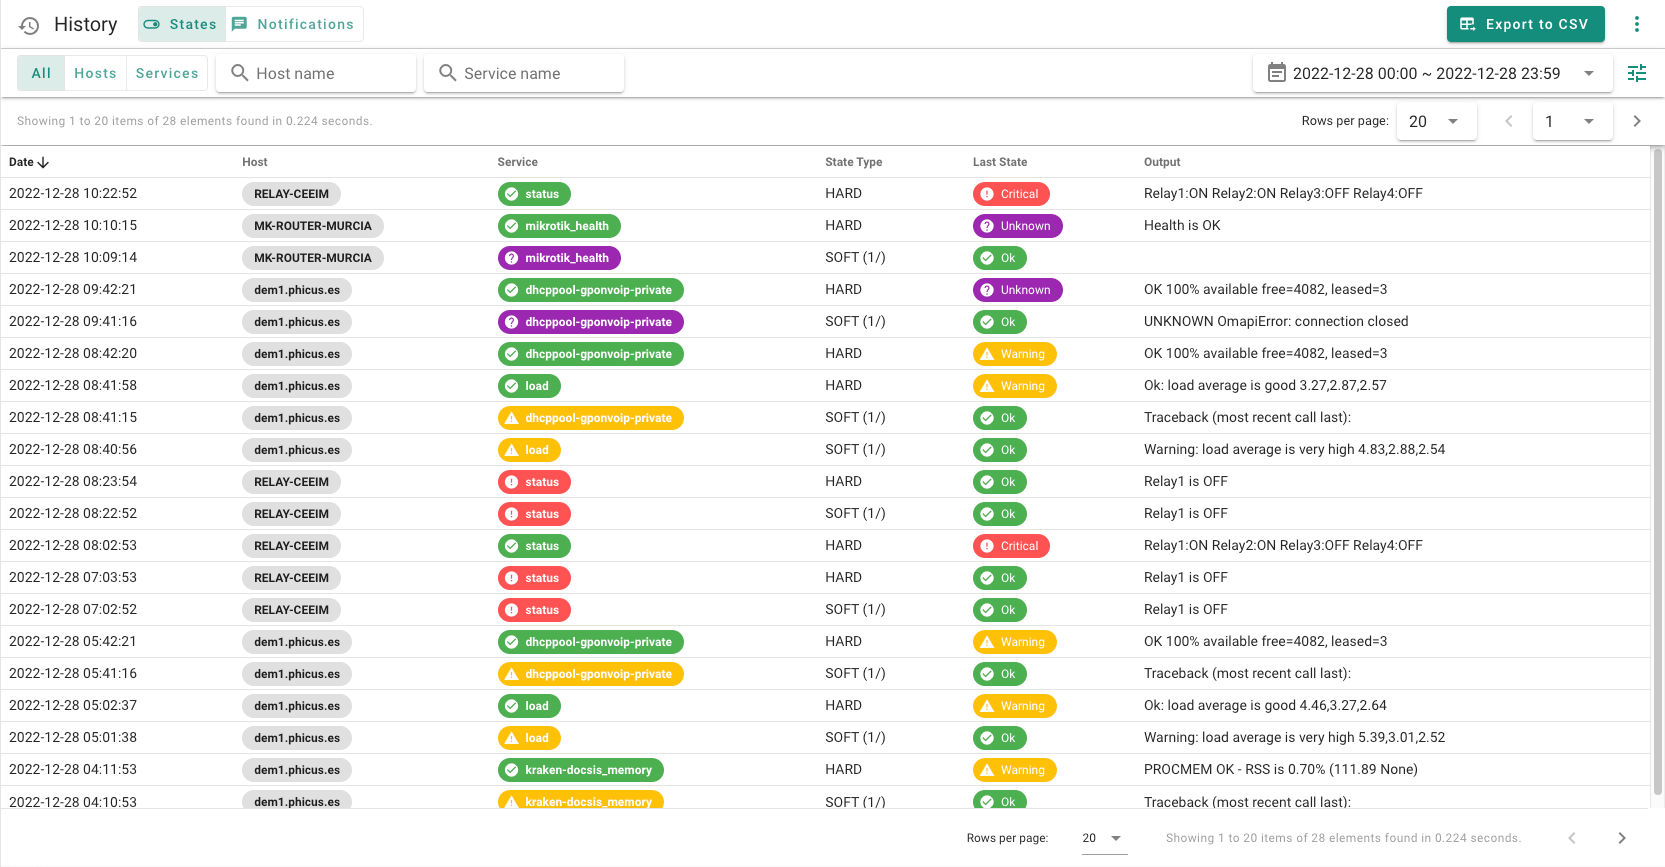 History States Notifications Export to CSV
All Hosts Services Host name Service name 2022-12-28 00:00 ~ 2022-12-28 23:59
Showing 1 to 20 items of 28 elements found in 0.224 seconds. Rows per page: 20 1
Date Host Service State Type Last State Output
2022-12-28 10:22:52 RELAY-CEEIM status HARD Critical Relay1:ON Relay2:ON Relay3:OFF Relay4:OFF
2022-12-28 10:10:15 MK-ROUTER-MURCIA mikrotik_health HARD Unknown Health is OK
2022-12-28 10:09:14 MK-ROUTER-MURCIA mikrotik_health SOFT (1/) Ok
2022-12-28 09:42:21 dem1.phicus.es dhcppool-gponvoip-private HARD Unknown OK 100% available free=4082, leased=3
2022-12-28 09:41:16 dem1.phicus.es dhcppool-gponvoip-private SOFT (1/) Ok UNKNOWN OmapiError: connection closed
2022-12-28 08:42:20 dem1.phicus.es dhcppool-gponvoip-private HARD Warning OK 100% available free=4082, leased=3
2022-12-28 08:41:58 dem1.phicus.es load HARD Warning Ok: load average is good 3.27,2.87,2.57
2022-12-28 08:41:15 dem1.phicus.es dhcppool-gponvoip-private SOFT (1/) Ok Traceback (most recent call last):
2022-12-28 08:40:56 dem1.phicus.es load SOFT (1/) Ok Warning: load average is very high 4.83,2.88,2.54
2022-12-28 08:23:54 RELAY-CEEIM status HARD Ok Relay1 is OFF
2022-12-28 08:22:52 RELAY-CEEIM status SOFT (1/) Ok Relay1 is OFF
2022-12-28 08:02:53 RELAY-CEEIM status HARD Critical Relay1:ON Relay2:ON Relay3:OFF Relay4:OFF
2022-12-28 07:03:53 RELAY-CEEIM status HARD Ok Relay1 is OFF
2022-12-28 07:02:52 RELAY-CEEIM status SOFT (1/) Ok Relay1 is OFF
2022-12-28 05:42:21 dem1.phicus.es dhcppool-gponvoip-private HARD Warning OK 100% available free=4082, leased=3
2022-12-28 05:41:16 dem1.phicus.es dhcppool-gponvoip-private SOFT (1/) Ok Traceback (most recent call last):
2022-12-28 05:02:37 dem1.phicus.es load HARD Warning Ok: load average is good 4.46,3.27,2.64
2022-12-28 05:01:38 dem1.phicus.es load SOFT (1/) Ok Warning: load average is very high 5.39,3.01,2.52
2022-12-28 04:11:53 dem1.phicus.es kraken-docsis_memory HARD Warning PROCMEM OK - RSS is 0.70% (111.89 None)
2022-12-28 04:10:53 dem1.phicus.es kraken-docsis_memory SOFT (1/) Ok Traceback (most recent call last):
Rows per page: 20 Showing 1 to 20 items of 28 elements found in 0.224 seconds.